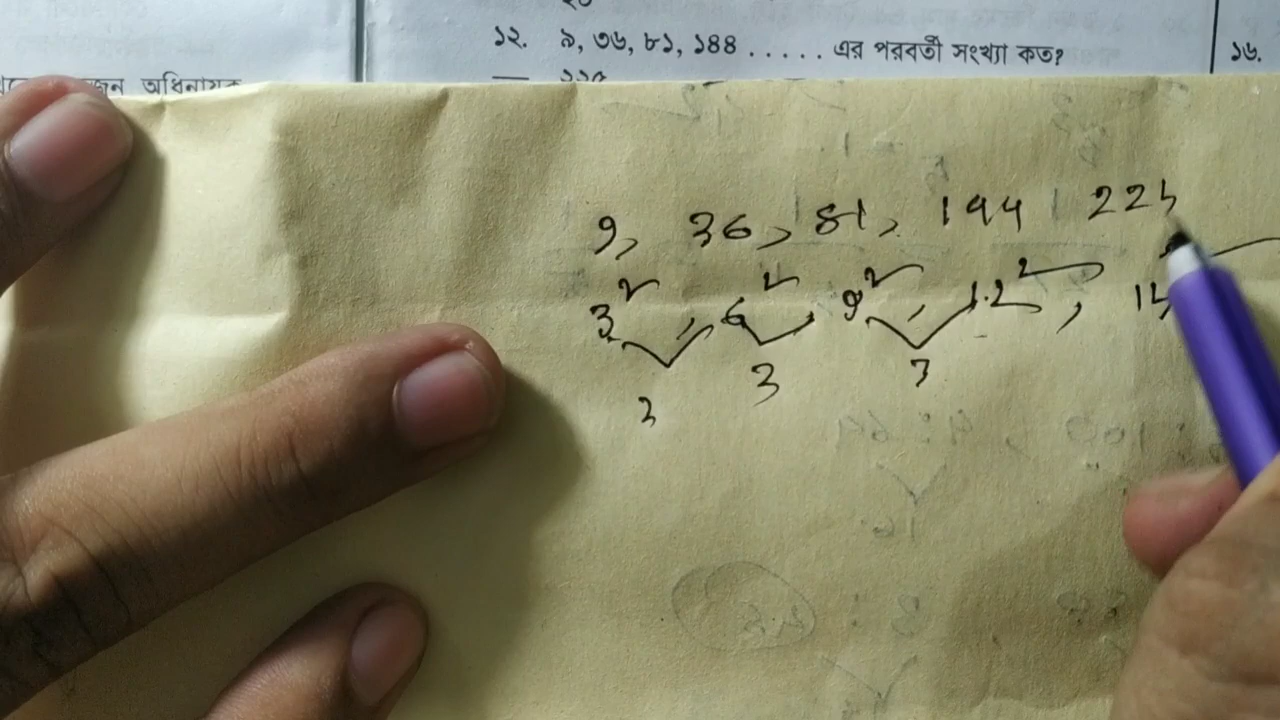 ১২. ৯, ৩৬, ৮১, ১৪৪ ..... এর পরবর্তী সংখ্যা কত?
১৬.
অধিনায়ক
9, 36, 81, 144 225
3², 6², 9², 12², 15
3 3 3